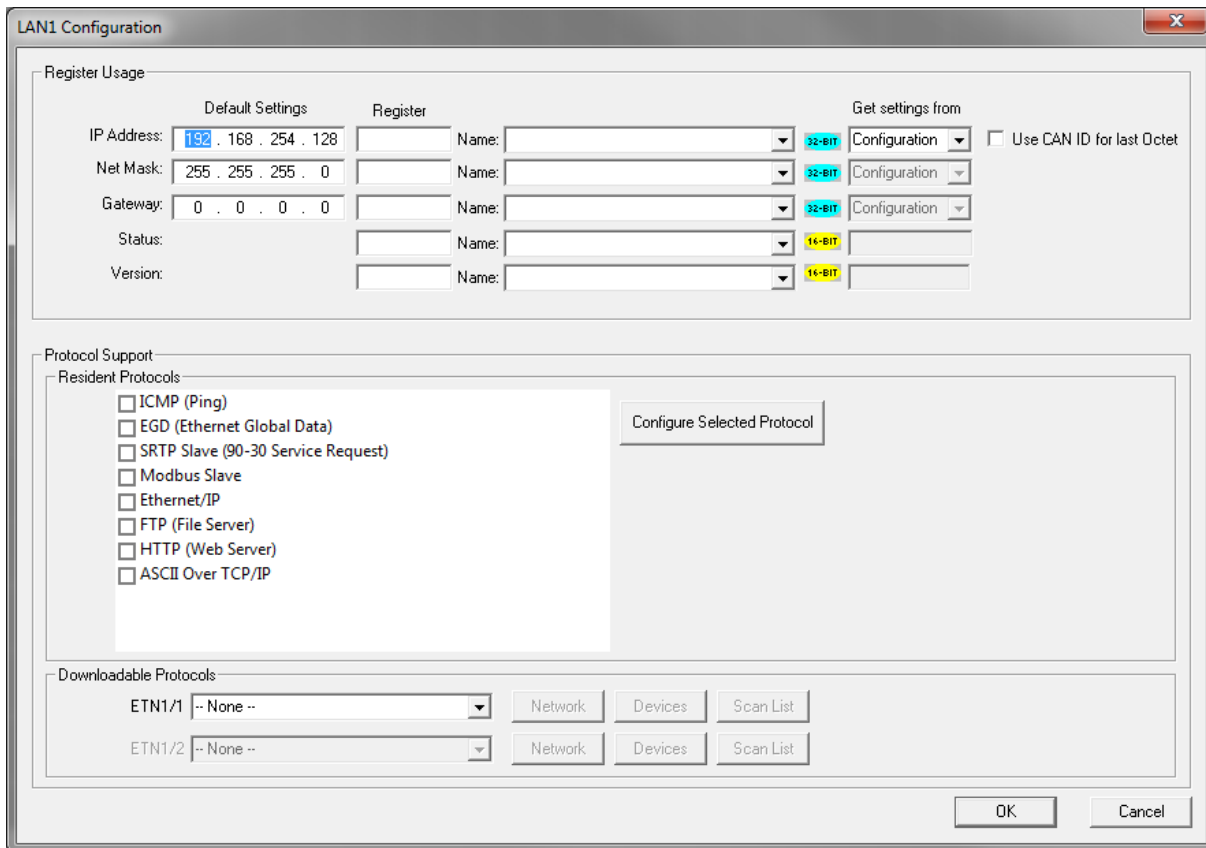 LAN1 Configuration
Register Usage
Default Settings Register Get settings from
IP Address: 192 . 168 . 254 . 128 Name: 32-BIT Configuration Use CAN ID for last Octet
Net Mask: 255 . 255 . 255 . 0 Name: 32-BIT Configuration
Gateway: 0 . 0 . 0 . 0 Name: 32-BIT Configuration
Status: Name: 16-BIT
Version: Name: 16-BIT
Protocol Support
Resident Protocols
ICMP (Ping)
EGD (Ethernet Global Data)
Configure Selected Protocol
SRTP Slave (90-30 Service Request)
Modbus Slave
Ethernet/IP
FTP (File Server)
HTTP (Web Server)
ASCII Over TCP/IP
Downloadable Protocols
ETN1/1 -- None -- Network Devices Scan List
ETN1/2 -- None -- Network Devices Scan List
OK Cancel